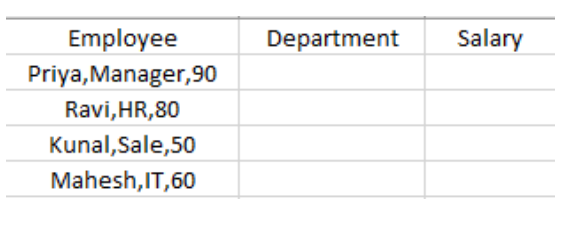 Employee Department Salary
Priya,Manager,90
Ravi,HR,80
Kunal,Sale,50
Mahesh,IT,60